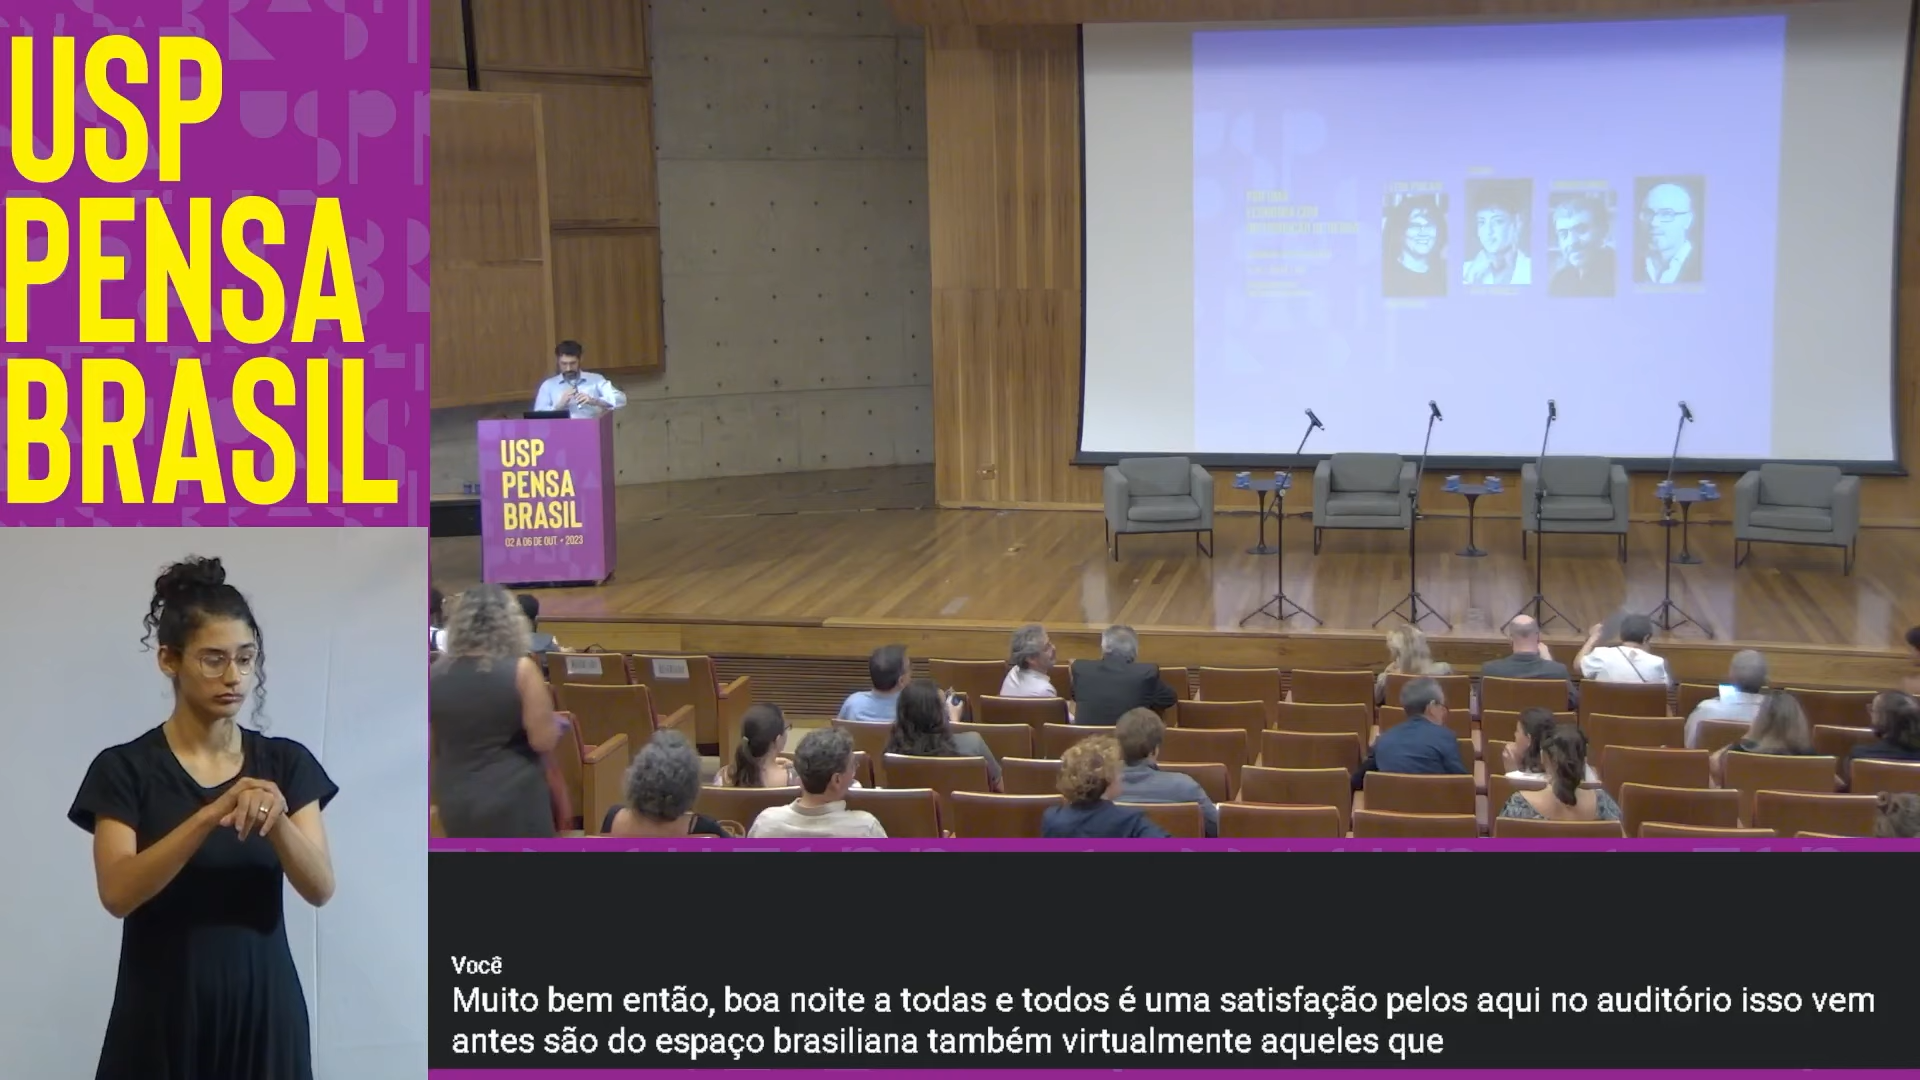 USP
PENSA
BRASIL
USP
PENSA
BRASIL
02 A 06 DE OUT • 2023
Você
Muito bem então, boa noite a todas e todos é uma satisfação pelos aqui no auditório isso vem
antes são do espaço brasiliana também virtualmente aqueles que